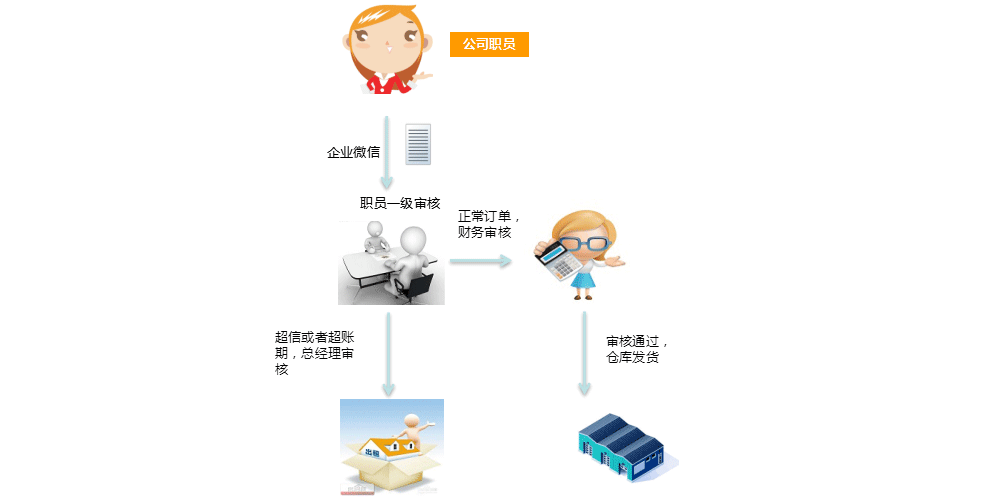 公司职员
企业微信
职员一级审核
正常订单，
财务审核
超信或者超账
期，总经理审
核
审核通过，
仓库发货
出租